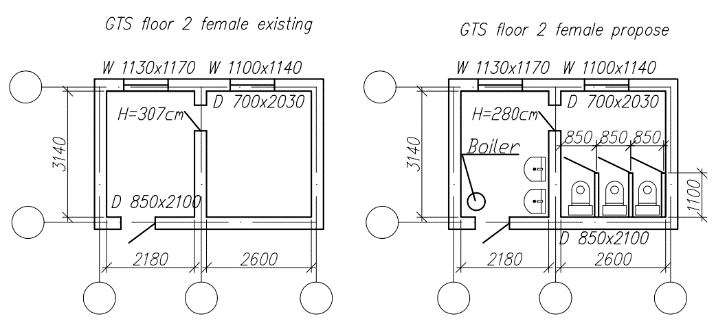 GTS floor 2 female existing
W 1130x1170 W 1100x1140
D 700x2030
H=307cm
3140
D 850x2100
2180 2600
GTS floor 2 female propose
W 1130x1170 W 1100x1140
D 700x2030
H=280cm
850 850 850
Boiler
3140
1100
D 850x2100
2180 2600